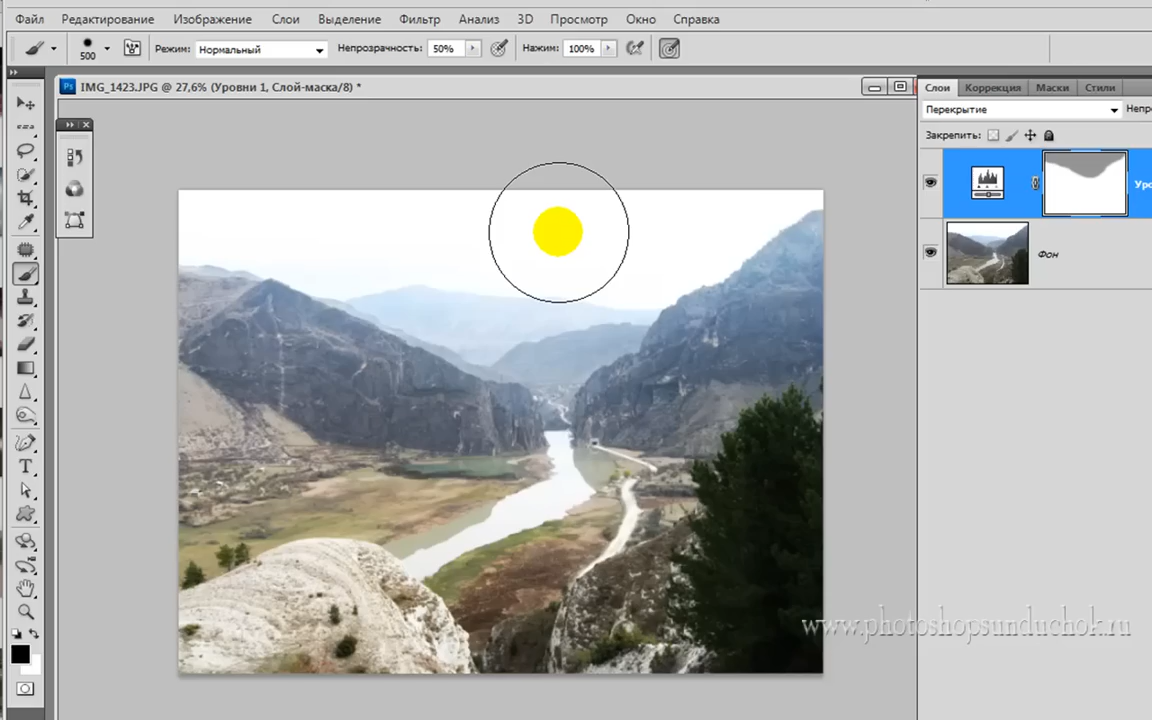 Файл Редактирование Изображение Слои Выделение Фильтр Анализ 3D Просмотр Окно Справка
500 Режим: Нормальный Непрозрачность: 50% Нажим: 100%
Ps IMG_1423.JPG @ 27,6% (Уровни 1, Слой-маска/8) *
Слои Коррекция Маски Стили
Перекрытие Непро
Закрепить:
Уро
Фон
T
www.photoshopsunduchok.ru